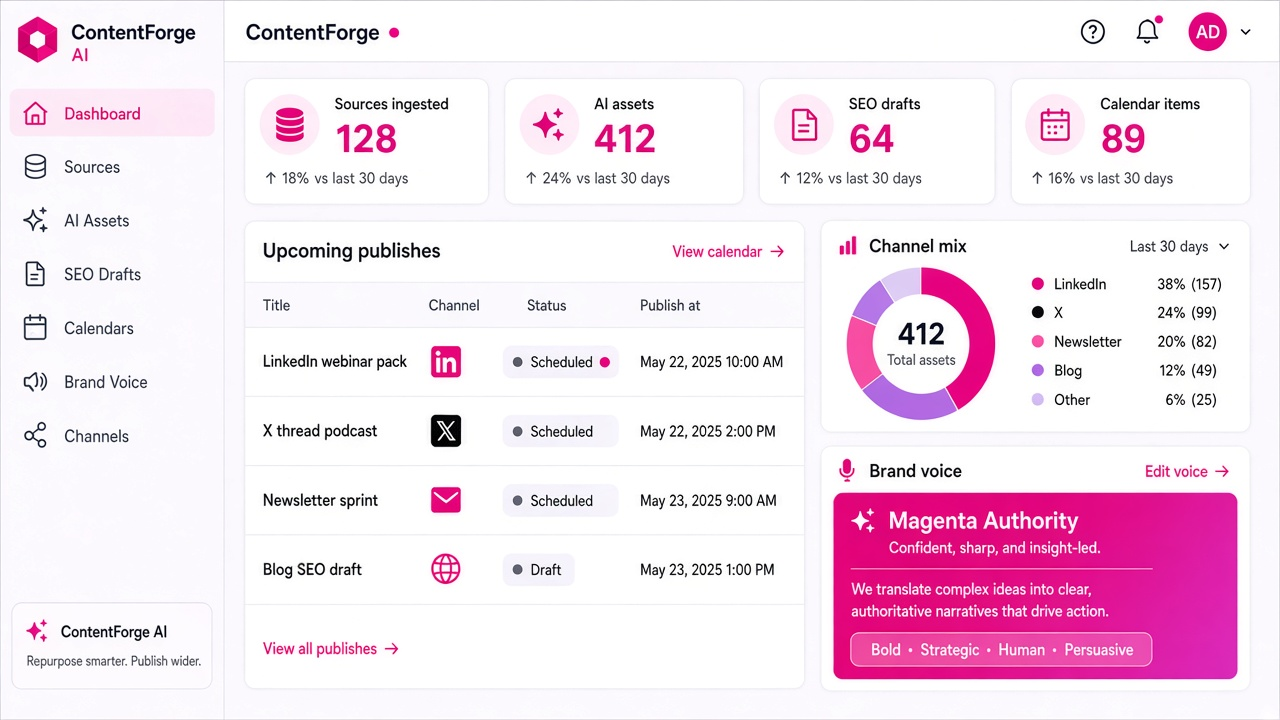 ContentForge
AI
Dashboard
Sources
AI Assets
SEO Drafts
Calendars
Brand Voice
Channels
ContentForge AI
Repurpose smarter. Publish wider.
ContentForge
AD
Sources ingested
128
↑ 18% vs last 30 days
AI assets
412
↑ 24% vs last 30 days
SEO drafts
64
↑ 12% vs last 30 days
Calendar items
89
↑ 16% vs last 30 days
Upcoming publishes
View calendar →
Title Channel Status Publish at
LinkedIn webinar pack in Scheduled May 22, 2025 10:00 AM
X thread podcast X Scheduled May 22, 2025 2:00 PM
Newsletter sprint Scheduled May 23, 2025 9:00 AM
Blog SEO draft Draft May 23, 2025 1:00 PM
View all publishes →
Channel mix
Last 30 days
412
Total assets
LinkedIn 38% (157)
X 24% (99)
Newsletter 20% (82)
Blog 12% (49)
Other 6% (25)
Brand voice
Edit voice →
Magenta Authority
Confident, sharp, and insight-led.
We translate complex ideas into clear,
authoritative narratives that drive action.
Bold • Strategic • Human • Persuasive